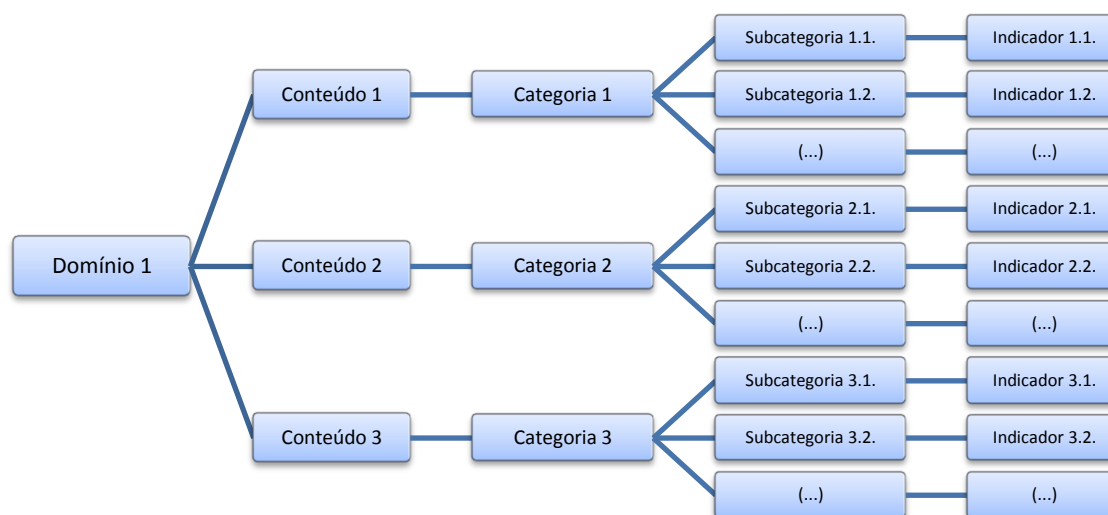 Subcategoria 1.1.
Indicador 1.1.
Conteúdo 1
Categoria 1
Subcategoria 1.2.
Indicador 1.2.
(...)
(...)
Subcategoria 2.1.
Indicador 2.1.
Domínio 1
Conteúdo 2
Categoria 2
Subcategoria 2.2.
Indicador 2.2.
(...)
(...)
Subcategoria 3.1.
Indicador 3.1.
Conteúdo 3
Categoria 3
Subcategoria 3.2.
Indicador 3.2.
(...)
(...)